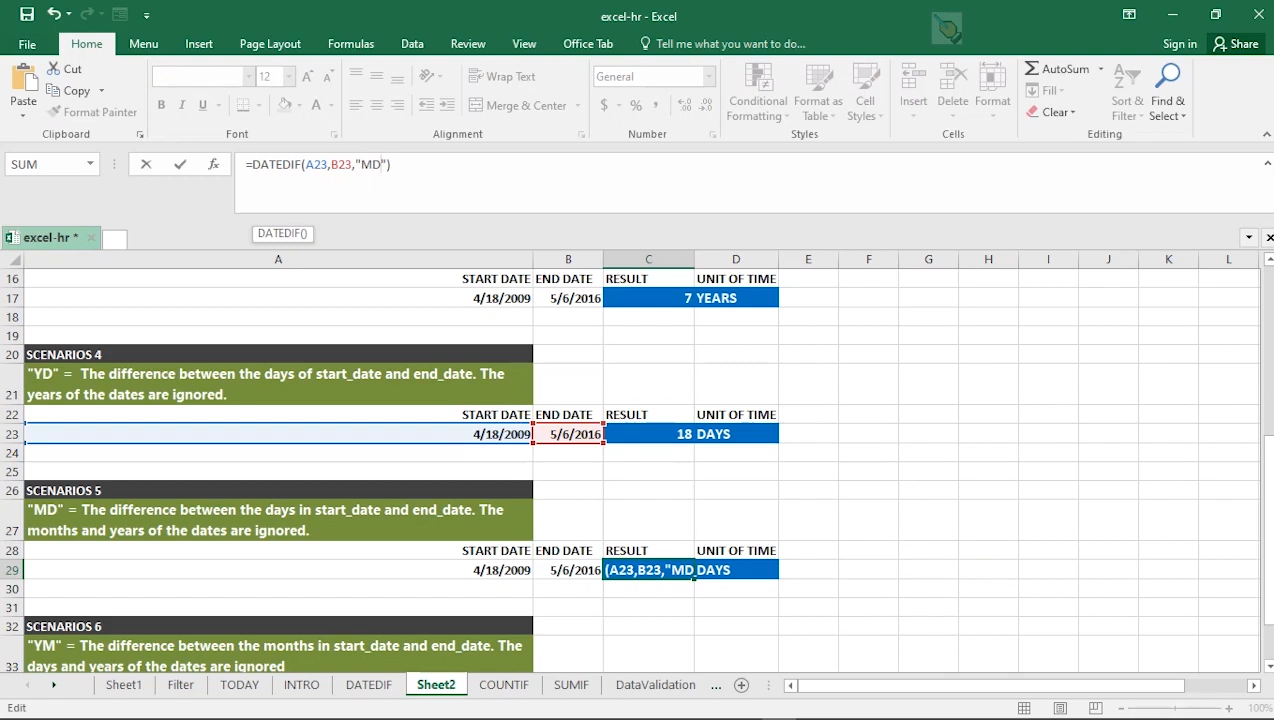 excel-hr - Excel
File Home Menu Insert Page Layout Formulas Data Review View Office Tab Tell me what you want to do... Sign in Share
Paste
Cut
Copy
Format Painter
12
Wrap Text
Merge & Center
General
Conditional Formatting
Format as Table
Cell Styles
Insert
Delete
Format
AutoSum
Fill
Clear
Sort & Filter
Find & Select
Clipboard Font Alignment Number Styles Cells Editing
SUM =DATEDIF(A23,B23,"MD")
excel-hr *
DATEDIF()
A B C D E F G H I J K L
16 START DATE END DATE RESULT UNIT OF TIME
17 4/18/2009 5/6/2016 7 YEARS
18
19
20 SCENARIOS 4
"YD" = The difference between the days of start_date and end_date. The
21 years of the dates are ignored.
22 START DATE END DATE RESULT UNIT OF TIME
23 4/18/2009 5/6/2016 18 DAYS
24
25
26 SCENARIOS 5
"MD" = The difference between the days in start_date and end_date. The
27 months and years of the dates are ignored.
28 START DATE END DATE RESULT UNIT OF TIME
29 4/18/2009 5/6/2016 (A23,B23,"MD DAYS
30
31
32 SCENARIOS 6
"YM" = The difference between the months in start_date and end_date. The
33 days and years of the dates are ignored
Sheet1 Filter TODAY INTRO DATEDIF Sheet2 COUNTIF SUMIF DataValidation ...
Edit 100%